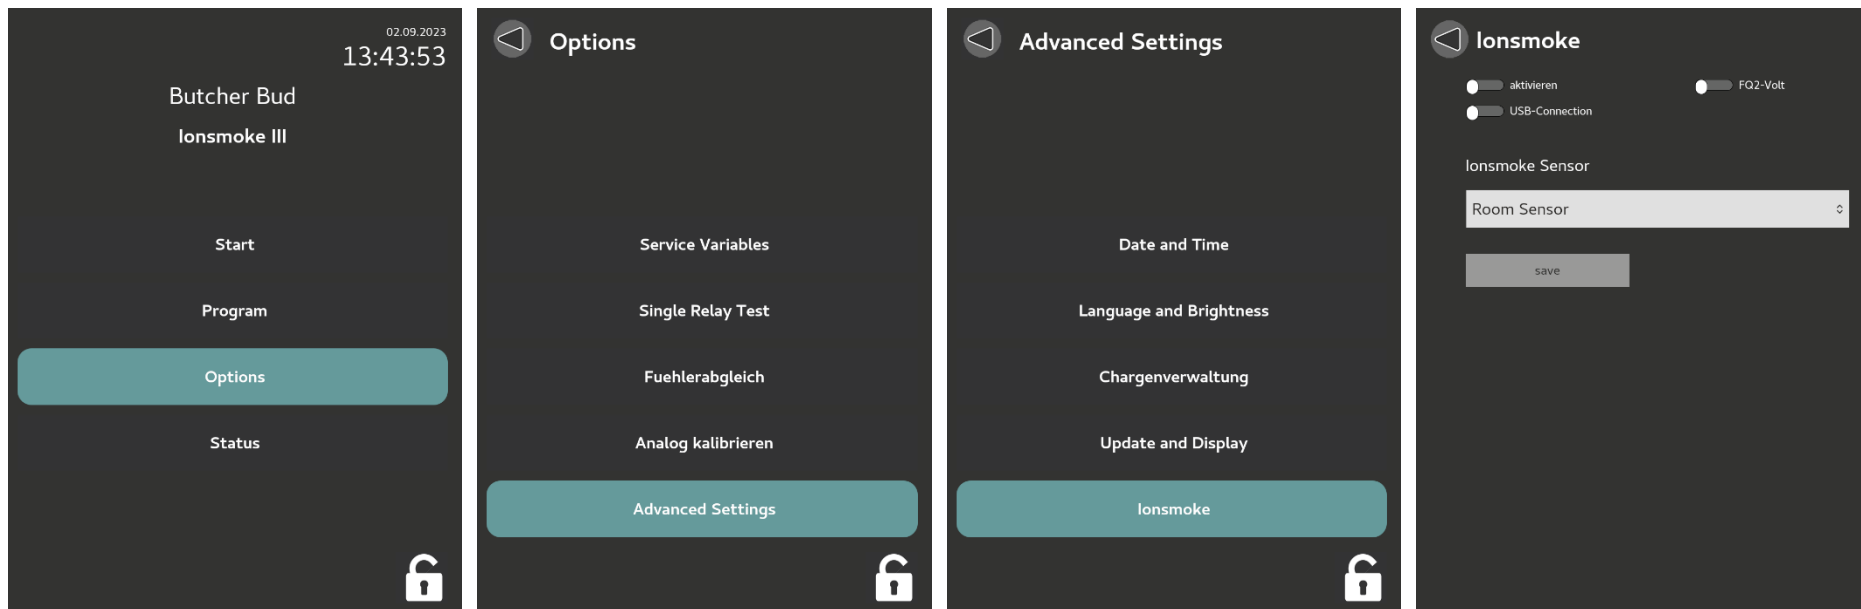 02.09.2023
13:43:53
Butcher Bud
Ionsmoke III
Start
Program
Options
Status
Options
Service Variables
Single Relay Test
Fuehlerabgleich
Analog kalibrieren
Advanced Settings
Advanced Settings
Date and Time
Language and Brightness
Chargenverwaltung
Update and Display
Ionsmoke
Ionsmoke
aktivieren
FQ2-Volt
USB-Connection
Ionsmoke Sensor
Room Sensor
save